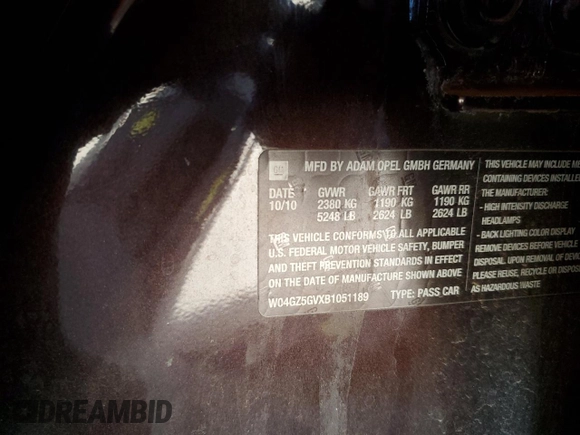 MFD BY ADAM OPEL GMBH GERMANY
DATE GVWR GAWR FRT GAWR RR
10/10 2380 KG 1190 KG 1190 KG
5248 LB 2624 LB 2624 LB
THIS VEHICLE CONFORMS TO ALL APPLICABLE
U.S. FEDERAL MOTOR VEHICLE SAFETY, BUMPER
AND THEFT PREVENTION STANDARDS IN EFFECT
ON THE DATE OF MANUFACTURE SHOWN ABOVE
W04GZ5GVXB1051189 TYPE: PASS CAR
THIS VEHICLE MAY INCLUDE
CONTAINING DEVICES INSTALLED
THE MANUFACTURER:
- HIGH INTENSITY DISCHARGE
HEADLAMPS
- BACK LIGHTING COLOR DISPLAY
REMOVE DEVICES BEFORE VEHICLE
DISPOSAL UPON REMOVAL OF
PLEASE REUSE, RECYCLE OR
AS HAZARDOUS WASTE
DREAMBID